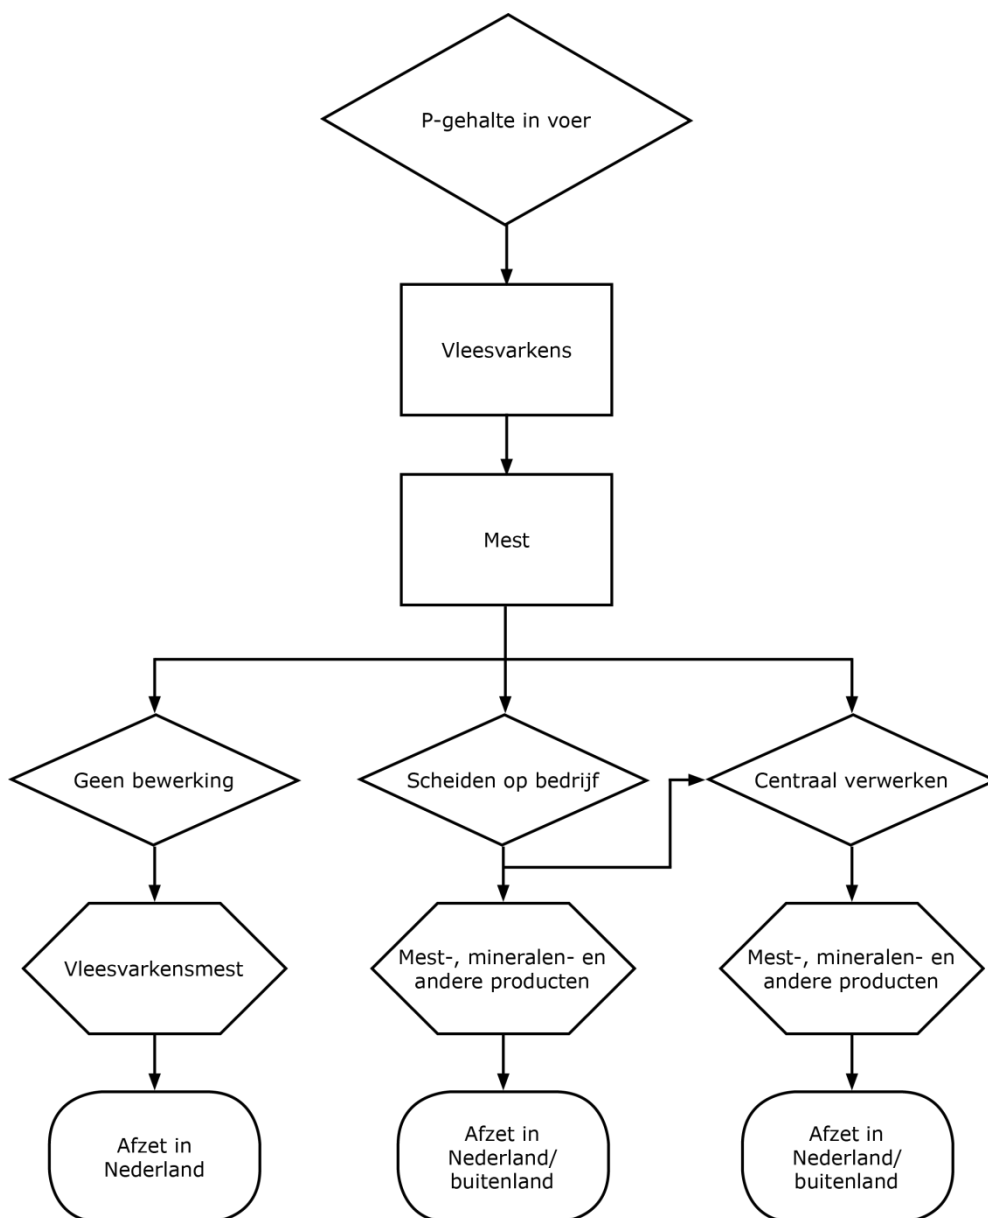 P-gehalte in voer
Vleesvarkens
Mest
Geen bewerking
Scheiden op bedrijf
Centraal verwerken
Vleesvarkensmest
Mest-, mineralen- en
andere producten
Mest-, mineralen- en
andere producten
Afzet in
Nederland
Afzet in
Nederland/
buitenland
Afzet in
Nederland/
buitenland